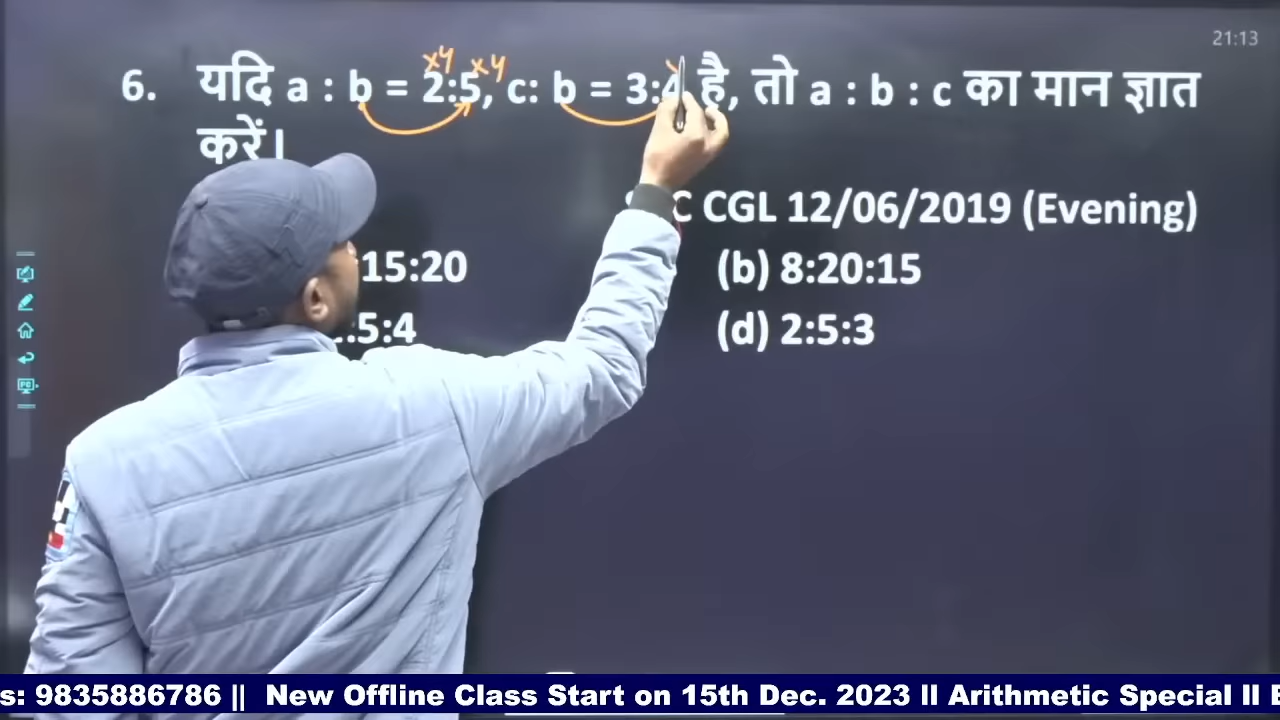 21:13
×4 ×4
6. यदि a : b = 2:5, c: b = 3:4 है, तो a : b : c का मान ज्ञात
करें।
CGL 12/06/2019 (Evening)
15:20 (b) 8:20:15
:5:4 (d) 2:5:3
s: 9835886786 || New Offline Class Start on 15th Dec. 2023 II Arithmetic Special II